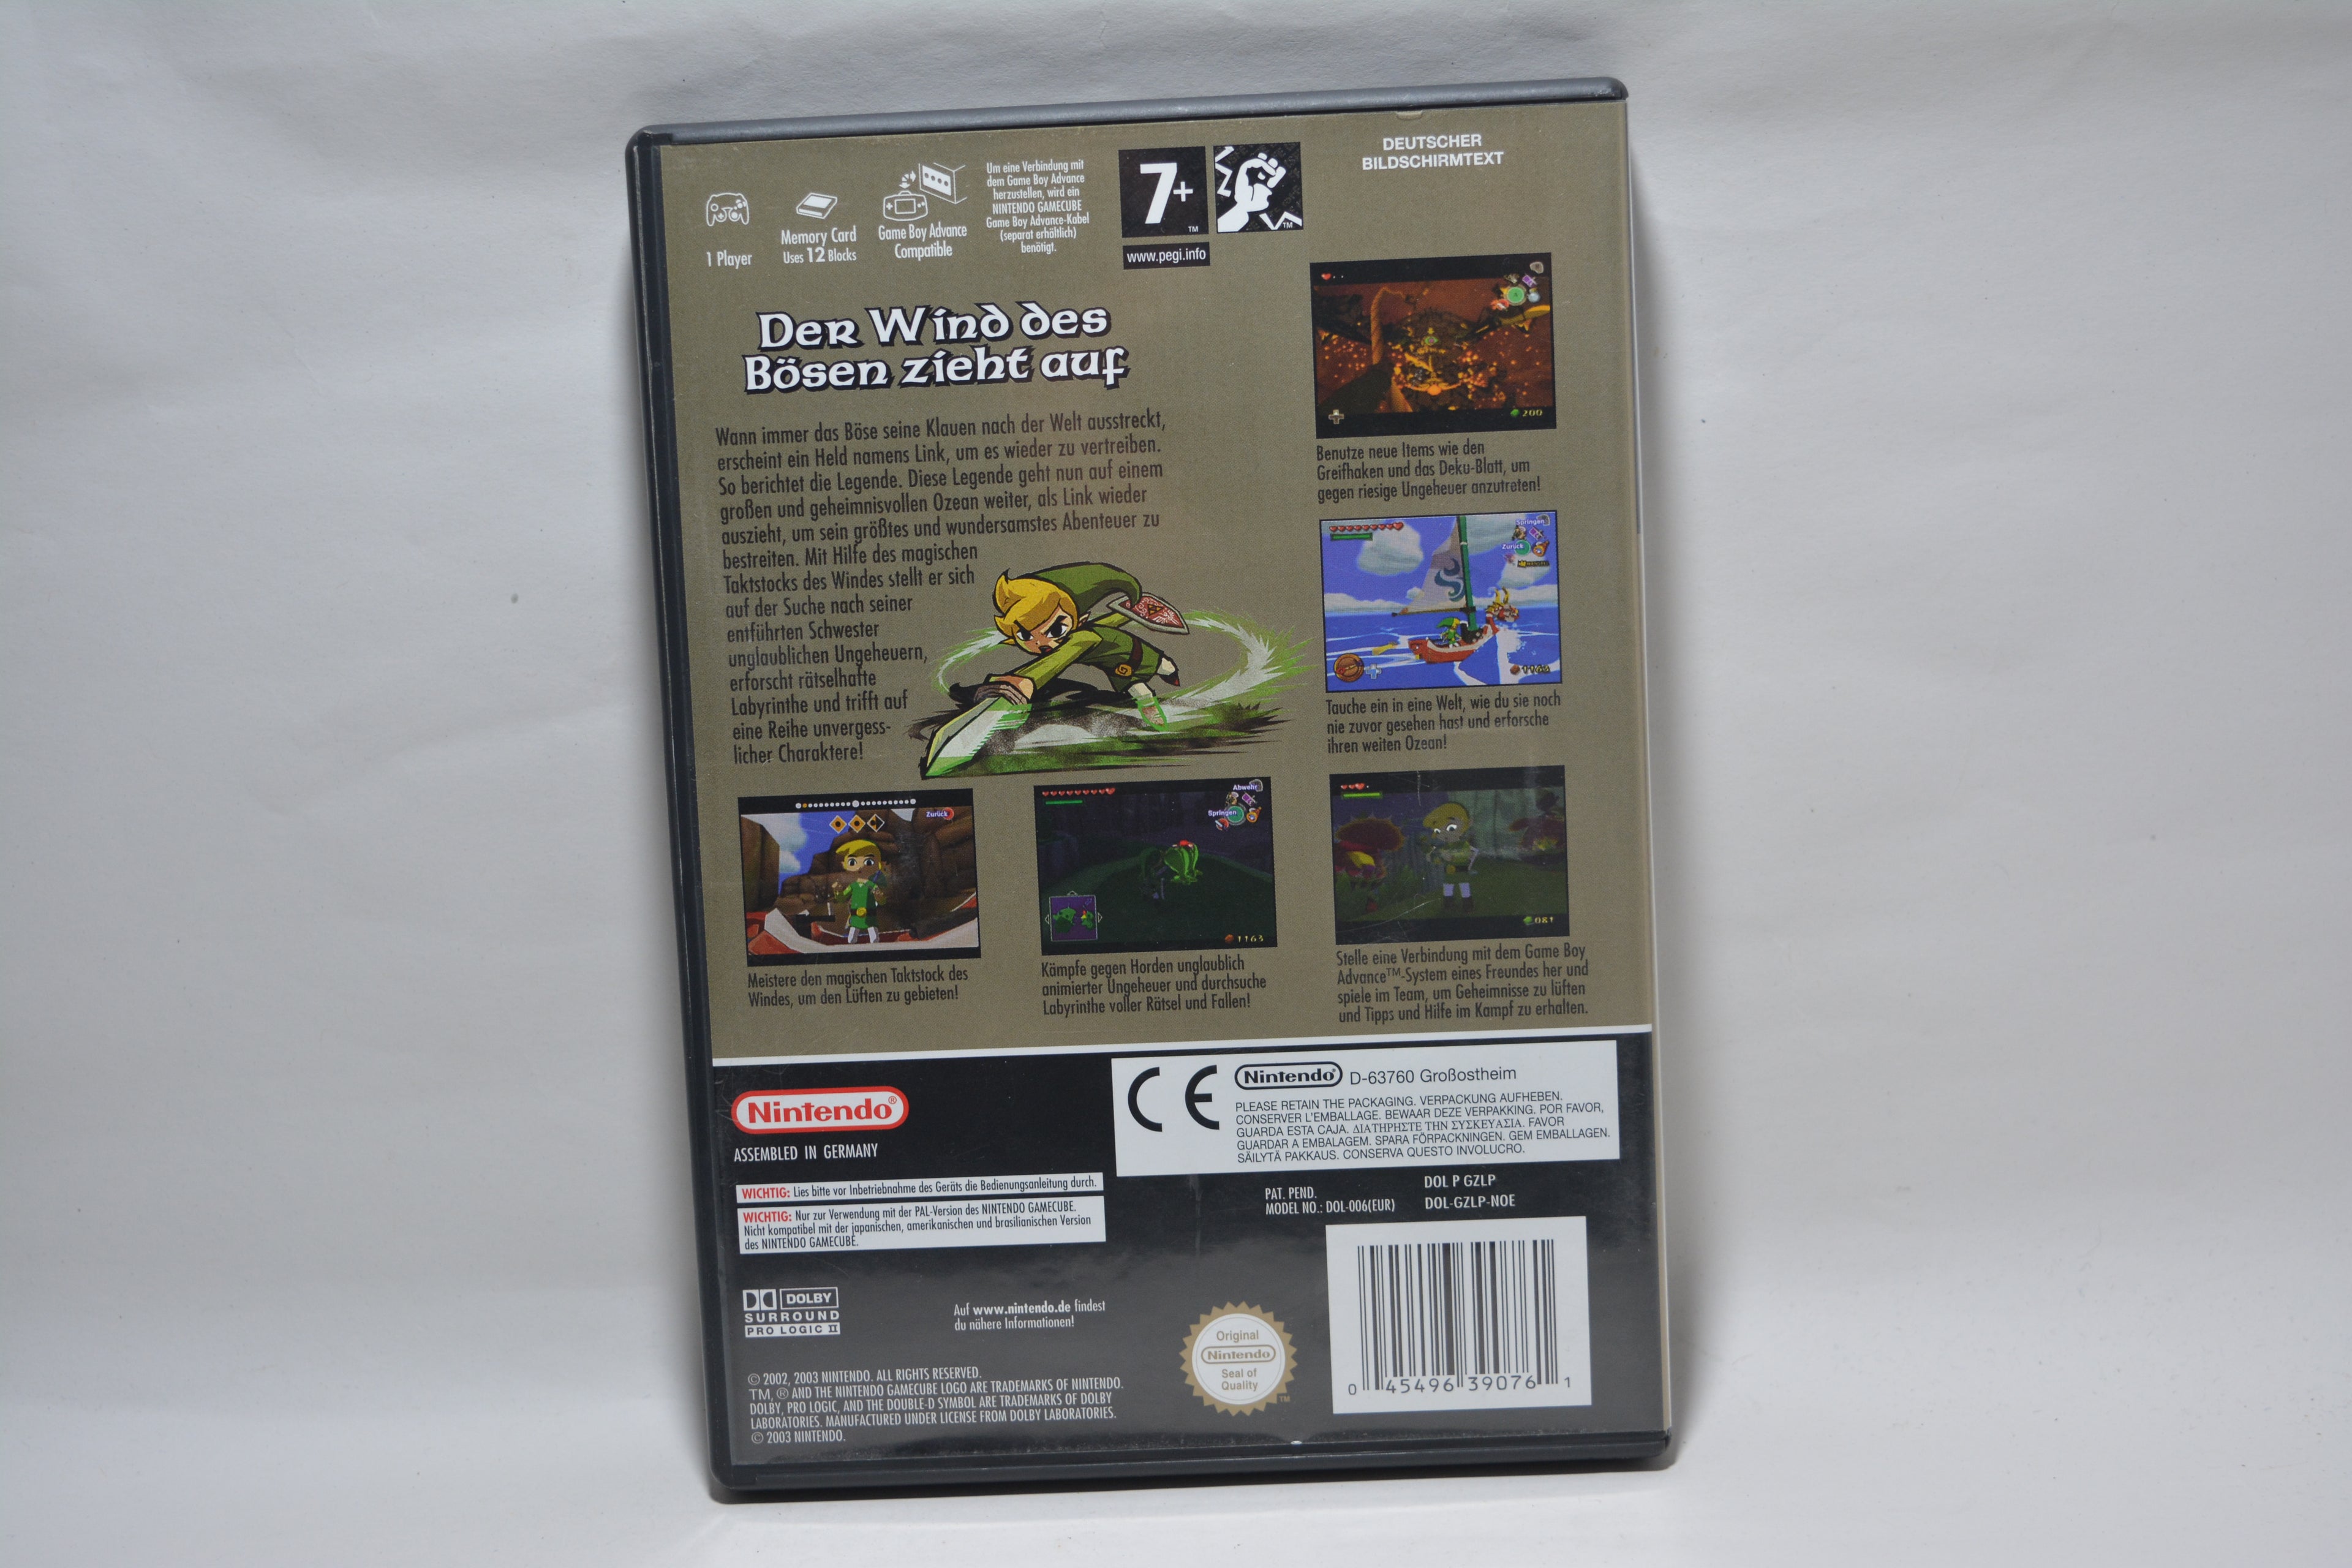 1 Player
Memory Card
Uses 12 Blocks
Game Boy Advance
Compatible
Um eine Verbindung mit
dem Game Boy Advance
herzustellen, wird ein
NINTENDO GAMECUBE
Game Boy Advance-Kabel
(separat erhältlich)
benötigt.
7+
TM
TM
www.pegi.info
DEUTSCHER
BILDSCHIRMTEXT
Der Wind des
Bösen zieht auf
Wann immer das Böse seine Klauen nach der Welt ausstreckt,
erscheint ein Held namens Link, um es wieder zu vertreiben.
So berichtet die Legende. Diese Legende geht nun auf einem
großen und geheimnisvollen Ozean weiter, als Link wieder
auszieht, um sein größtes und wundersamstes Abenteuer zu
bestreiten. Mit Hilfe des magischen
Taktstocks des Windes stellt er sich
auf der Suche nach seiner
entführten Schwester
unglaublichen Ungeheuern,
erforscht rätselhafte
Labyrinthe und trifft auf
eine Reihe unvergess-
licher Charaktere!
200
Benutze neue Items wie den
Greifhaken und das Deku-Blatt, um
gegen riesige Ungeheuer anzutreten!
Springen
Zurück
Tauche ein in eine Welt, wie du sie noch
nie zuvor gesehen hast und erforsche
ihren weiten Ozean!
Zurück
Meistere den magischen Taktstock des
Windes, um den Lüften zu gebieten!
Abwehr
Springen
1163
Kämpfe gegen Horden unglaublich
animierter Ungeheuer und durchsuche
Labyrinthe voller Rätsel und Fallen!
081
Stelle eine Verbindung mit dem Game Boy
Advance™-System eines Freundes her und
spiele im Team, um Geheimnisse zu lüften
und Tipps und Hilfe im Kampf zu erhalten.
Nintendo®
ASSEMBLED IN GERMANY
CE
Nintendo® D-63760 Großostheim
PLEASE RETAIN THE PACKAGING. VERPACKUNG AUFHEBEN.
CONSERVER L'EMBALLAGE. BEWAAR DEZE VERPAKKING. POR FAVOR,
GUARDA ESTA CAJA. ΔΙΑΤΗΡΗΣΤΕ ΤΗΝ ΣΥΣΚΕΥΑΣΙΑ. FAVOR
GUARDAR A EMBALAGEM. SPARA FÖRPACKNINGEN. GEM EMBALLAGEN.
SÄILYTÄ PAKKAUS. CONSERVA QUESTO INVOLUCRO.
WICHTIG: Lies bitte vor Inbetriebnahme des Geräts die Bedienungsanleitung durch.
WICHTIG: Nur zur Verwendung mit der PAL-Version des NINTENDO GAMECUBE.
Nicht kompatibel mit der japanischen, amerikanischen und brasilianischen Version
des NINTENDO GAMECUBE.
PAT. PEND.
MODEL NO.: DOL-006(EUR)
DOL P GZLP
DOL-GZLP-NOE
DOLBY
SURROUND
PRO LOGIC II
Auf www.nintendo.de findest
du nähere Informationen!
Original
Nintendo
Seal of
Quality
TM
0 45496 39076 1
© 2002, 2003 NINTENDO. ALL RIGHTS RESERVED.
TM, ® AND THE NINTENDO GAMECUBE LOGO ARE TRADEMARKS OF NINTENDO.
DOLBY, PRO LOGIC, AND THE DOUBLE-D SYMBOL ARE TRADEMARKS OF DOLBY
LABORATORIES. MANUFACTURED UNDER LICENSE FROM DOLBY LABORATORIES.
© 2003 NINTENDO.